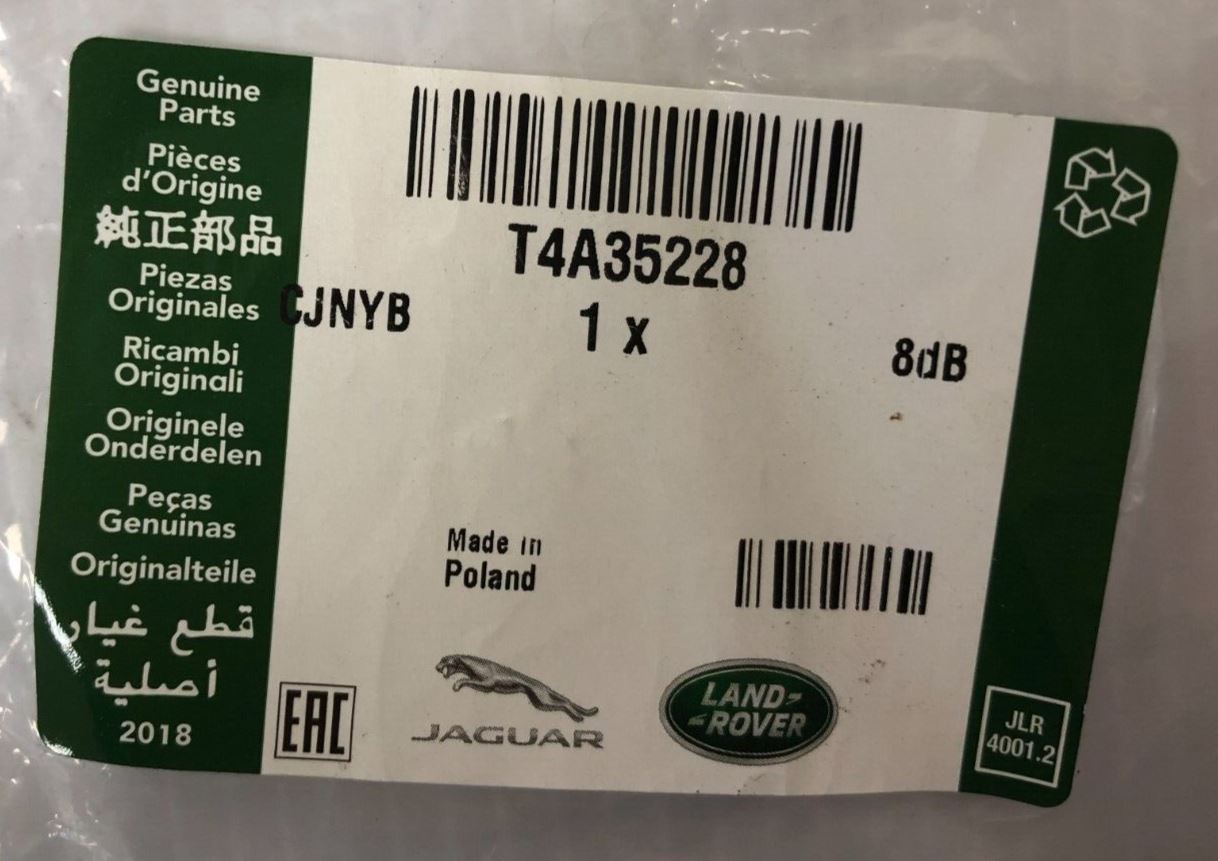 Genuine
Parts
Pièces
d'Origine
純正部品
Piezas
Originales
Ricambi
Originali
Originele
Onderdelen
Peças
Genuinas
Originalteile
قطع غيار
أصلية
2018
T4A35228
CJNYB
1 x
8dB
Made in
Poland
EAC
JAGUAR
LAND-
-ROVER
JLR
4001.2